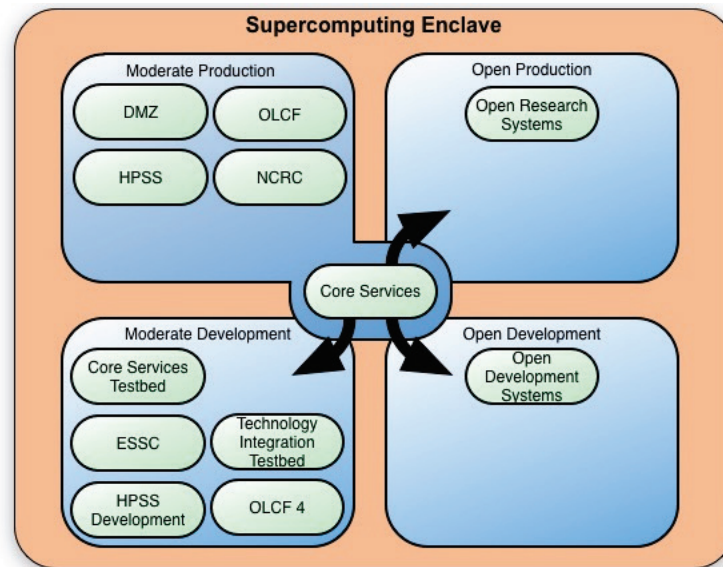 Supercomputing Enclave
Moderate Production
DMZ
OLCF
HPSS
NCRC
Open Production
Open Research
Systems
Core Services
Moderate Development
Core Services
Testbed
ESSC
Technology
Integration
Testbed
HPSS
Development
OLCF 4
Open Development
Open
Development
Systems